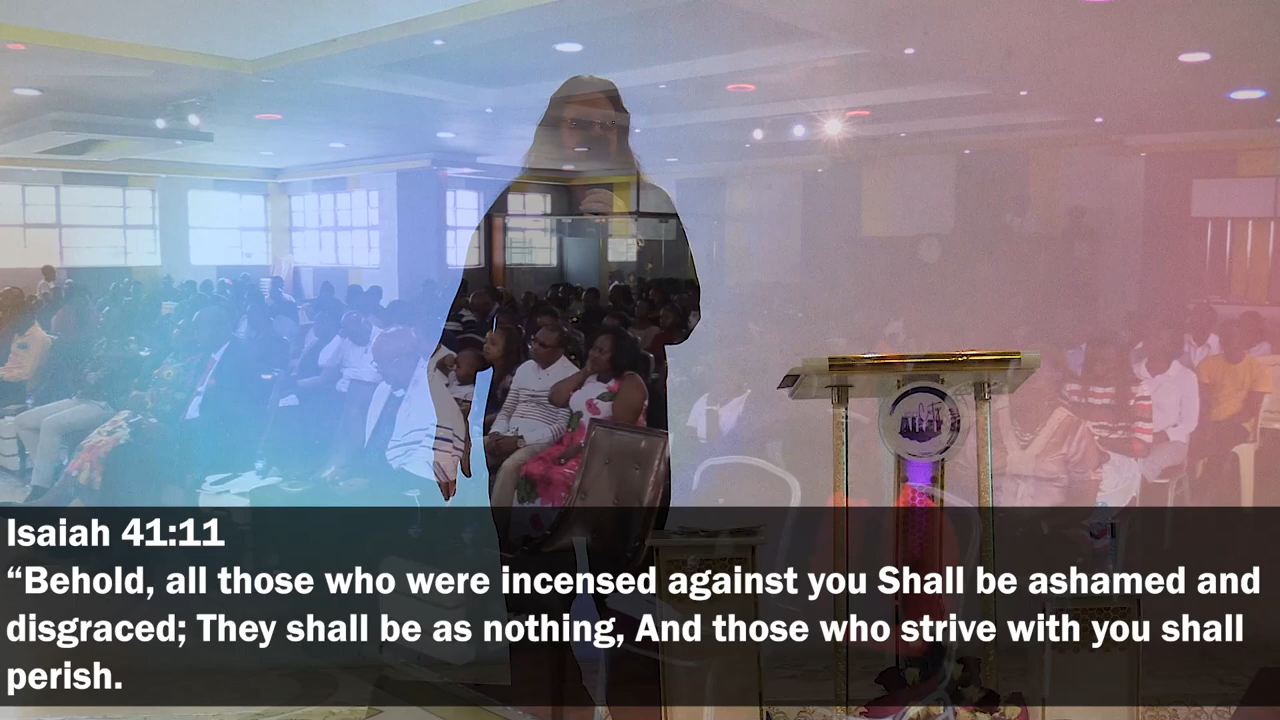 Isaiah 41:11
“Behold, all those who were incensed against you Shall be ashamed and
disgraced; They shall be as nothing, And those who strive with you shall
perish.